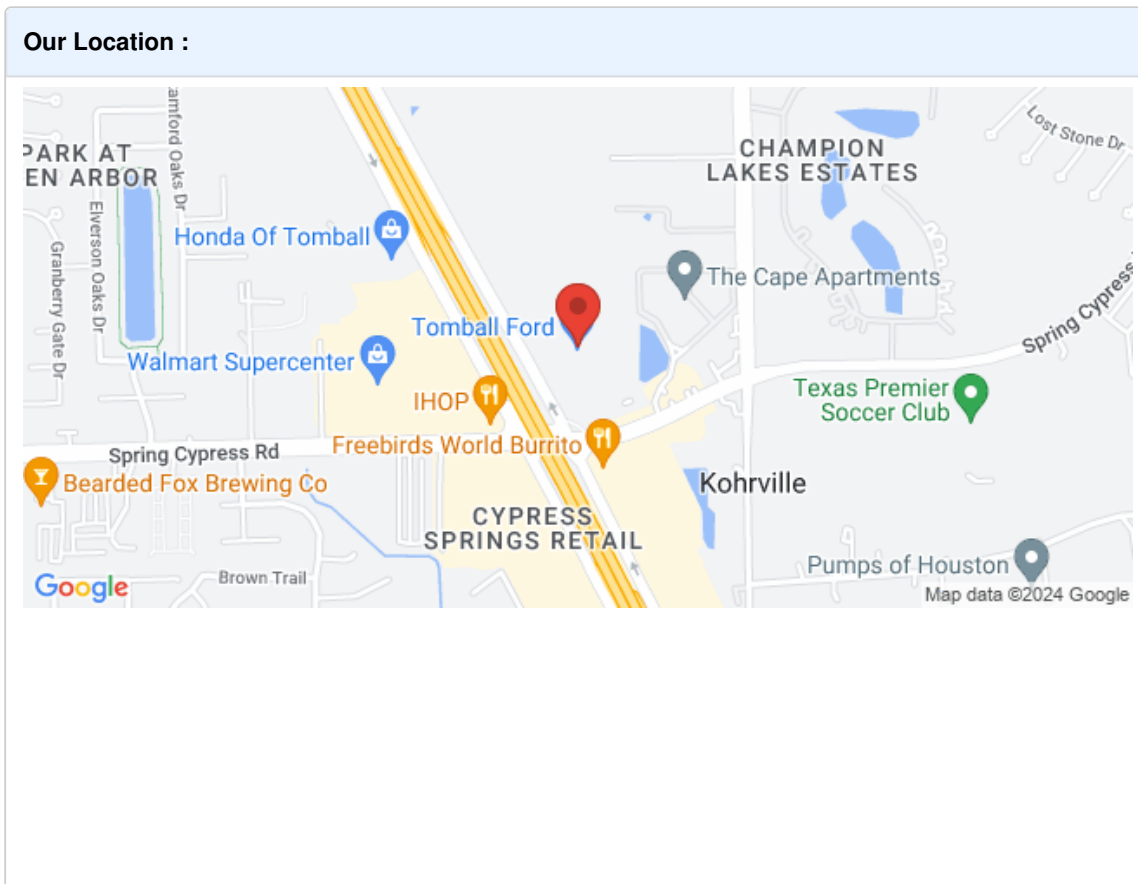 Our Location :
amford Oaks Dr
PARK AT
EN ARBOR
Elverson Oaks Dr
Granberry Gate Dr
Honda Of Tomball
CHAMPION
LAKES ESTATES
Lost Stone Dr
The Cape Apartments
Tomball Ford
Walmart Supercenter
Spring Cypress
IHOP
Texas Premier
Soccer Club
Freebirds World Burrito
Spring Cypress Rd
Bearded Fox Brewing Co
Kohrville
CYPRESS
SPRINGS RETAIL
Brown Trail
Pumps of Houston
Google
Map data ©2024 Google